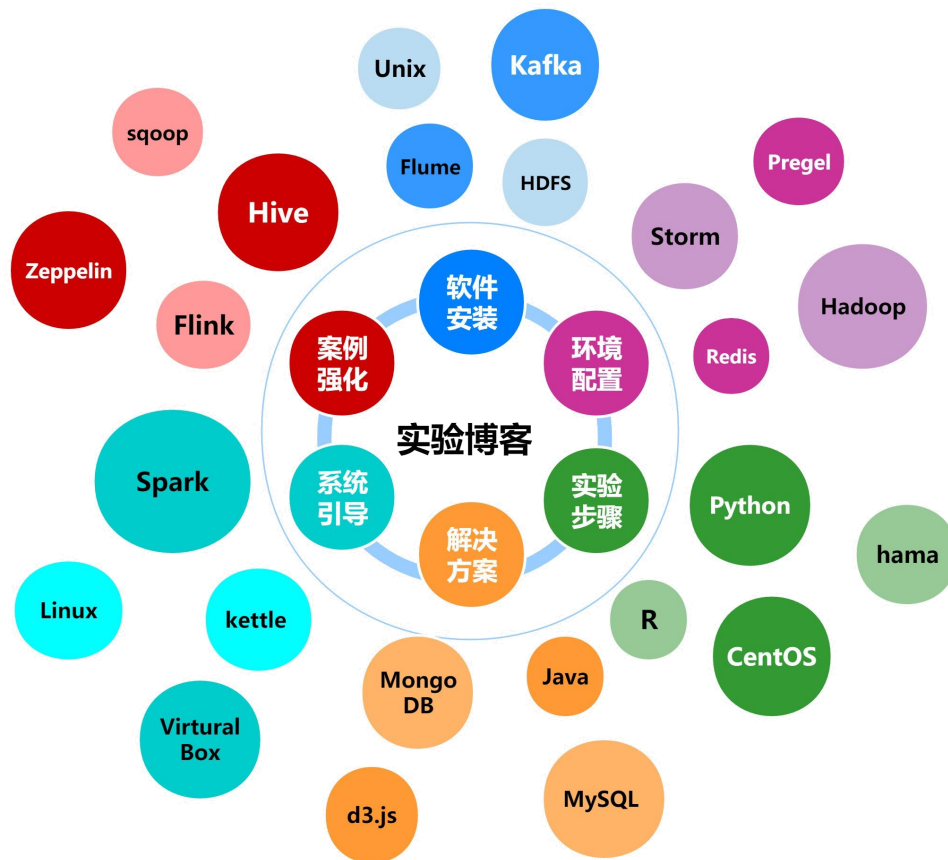 Unix
Kafka
sqoop
Flume
HDFS
Pregel
Hive
Storm
Zeppelin
Flink
Hadoop
Redis
软件
安装
案例
强化
环境
配置
实验博客
系统
引导
实验
步骤
解决
方案
Spark
Python
hama
Linux
kettle
R
CentOS
Mongo
DB
Java
Virtural
Box
d3.js
MySQL